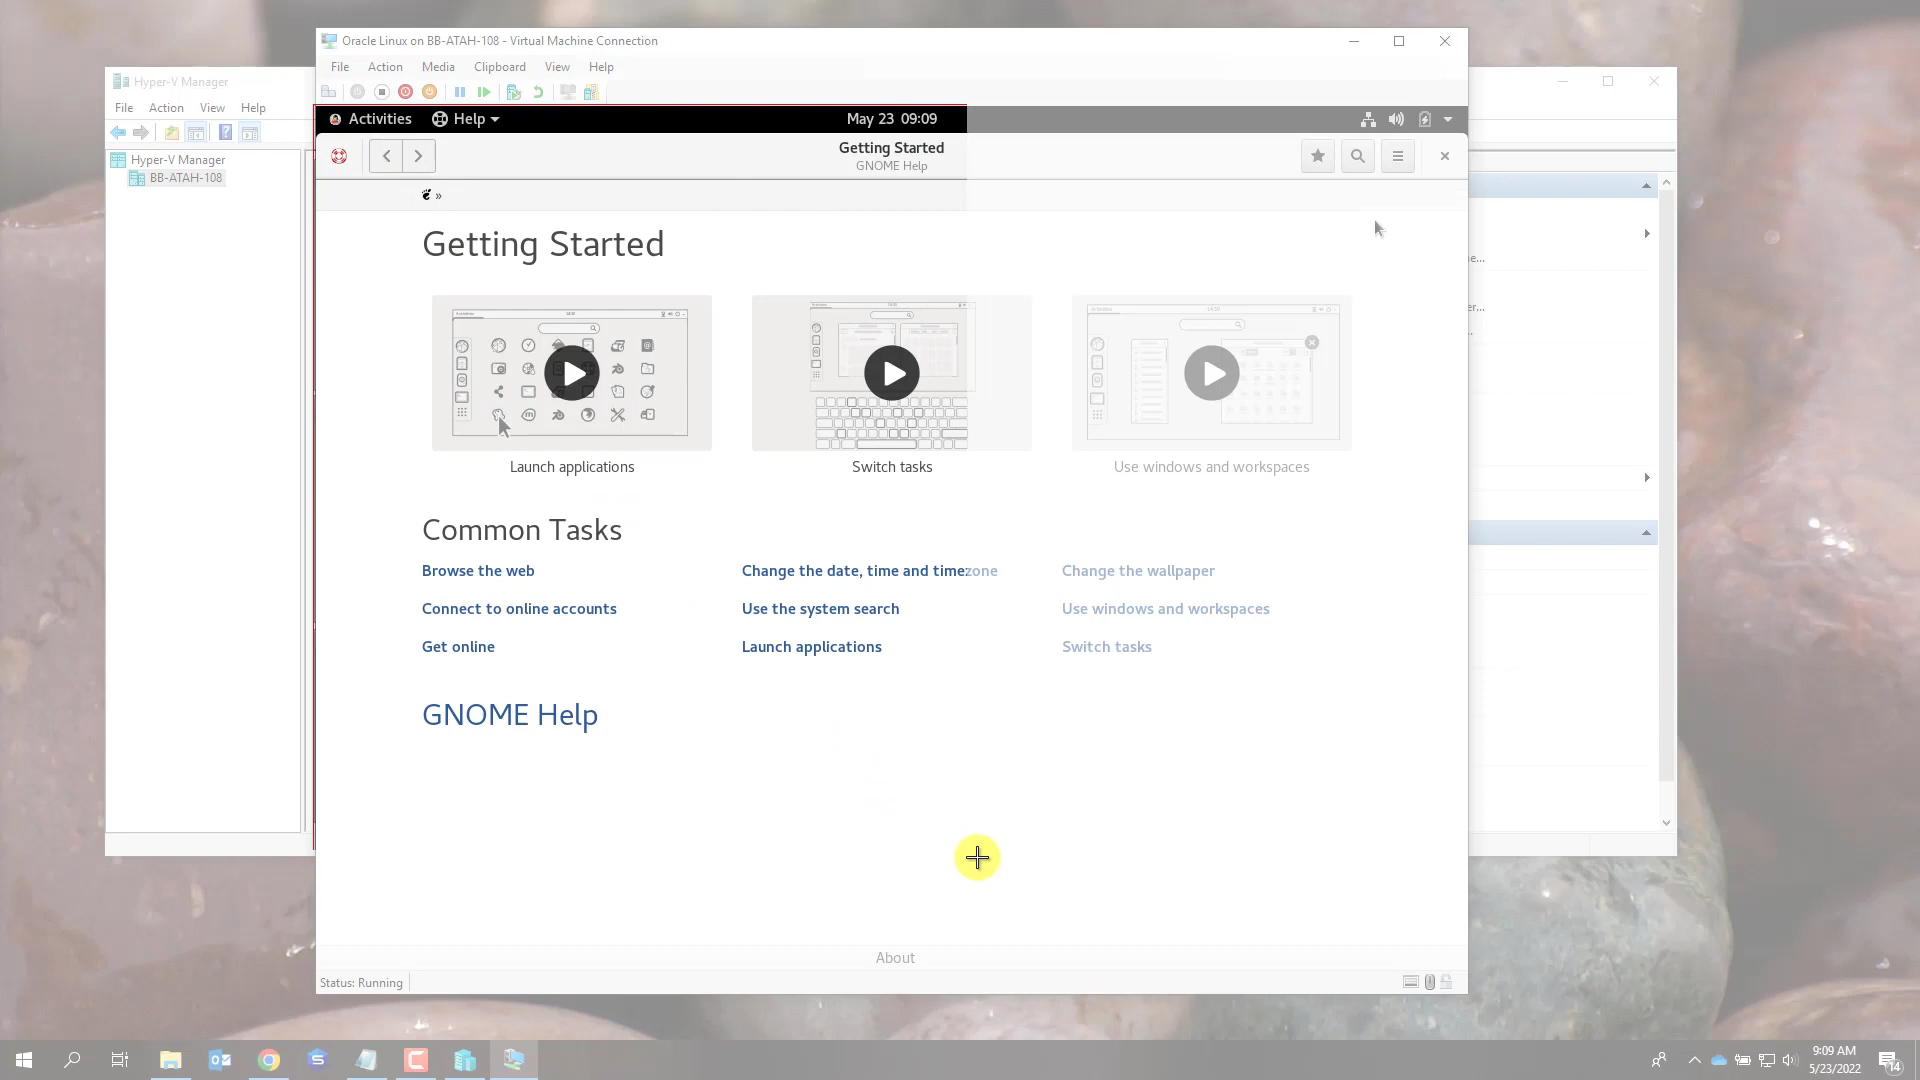 Oracle Linux on BB-ATAH-108 - Virtual Machine Connection
File Action Media Clipboard View Help
Hyper-V Manager
File Action View Help
Activities Help May 23 09:09
Getting Started
GNOME Help
Hyper-V Manager
BB-ATAH-108
»
Getting Started
e...
er...
Launch applications Switch tasks Use windows and workspaces
Common Tasks
Browse the web Change the date, time and timezone Change the wallpaper
Connect to online accounts Use the system search Use windows and workspaces
Get online Launch applications Switch tasks
GNOME Help
About
Status: Running
9:09 AM
5/23/2022
14